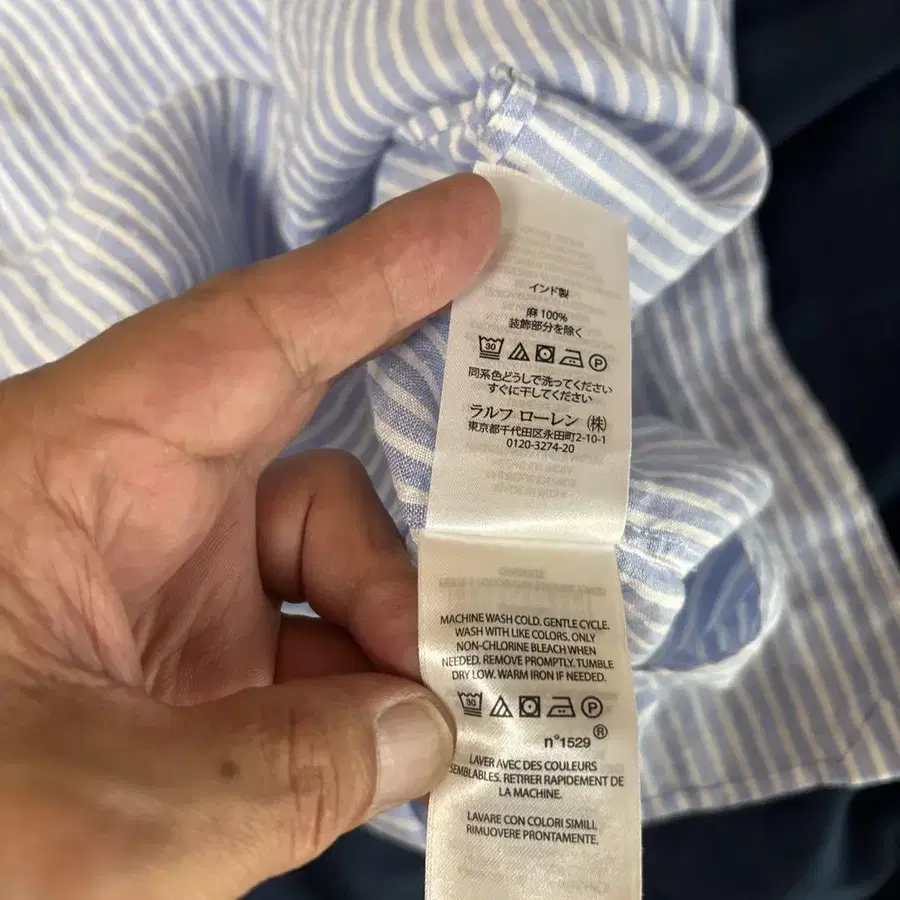 インド製
麻 100%
装飾部分を除く
30 P
同系色どうしで洗ってください
すぐに干してください
ラルフ ローレン (株)
東京都千代田区永田町2-10-1
0120-3274-20
MACHINE WASH COLD. GENTLE CYCLE.
WASH WITH LIKE COLORS. ONLY
NON-CHLORINE BLEACH WHEN
NEEDED. REMOVE PROMPTLY. TUMBLE
DRY LOW. WARM IRON IF NEEDED.
30 P
n°1529®
LAVER AVEC DES COULEURS
SEMBLABLES. RETIRER RAPIDEMENT DE
LA MACHINE.
LAVARE CON COLORI SIMILI,
RIMUOVERE PRONTAMENTE.